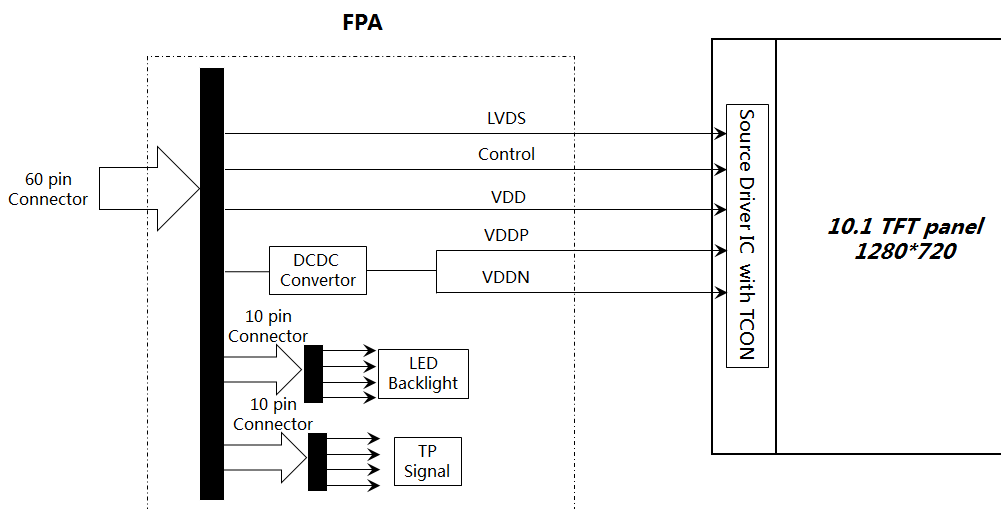 FPA
LVDS
Control
60 pin
Connector
VDD
VDDP
DCDC
Convertor
VDDN
Source Driver IC with TCON
10.1 TFT panel
1280*720
10 pin
Connector
LED
Backlight
10 pin
Connector
TP
Signal